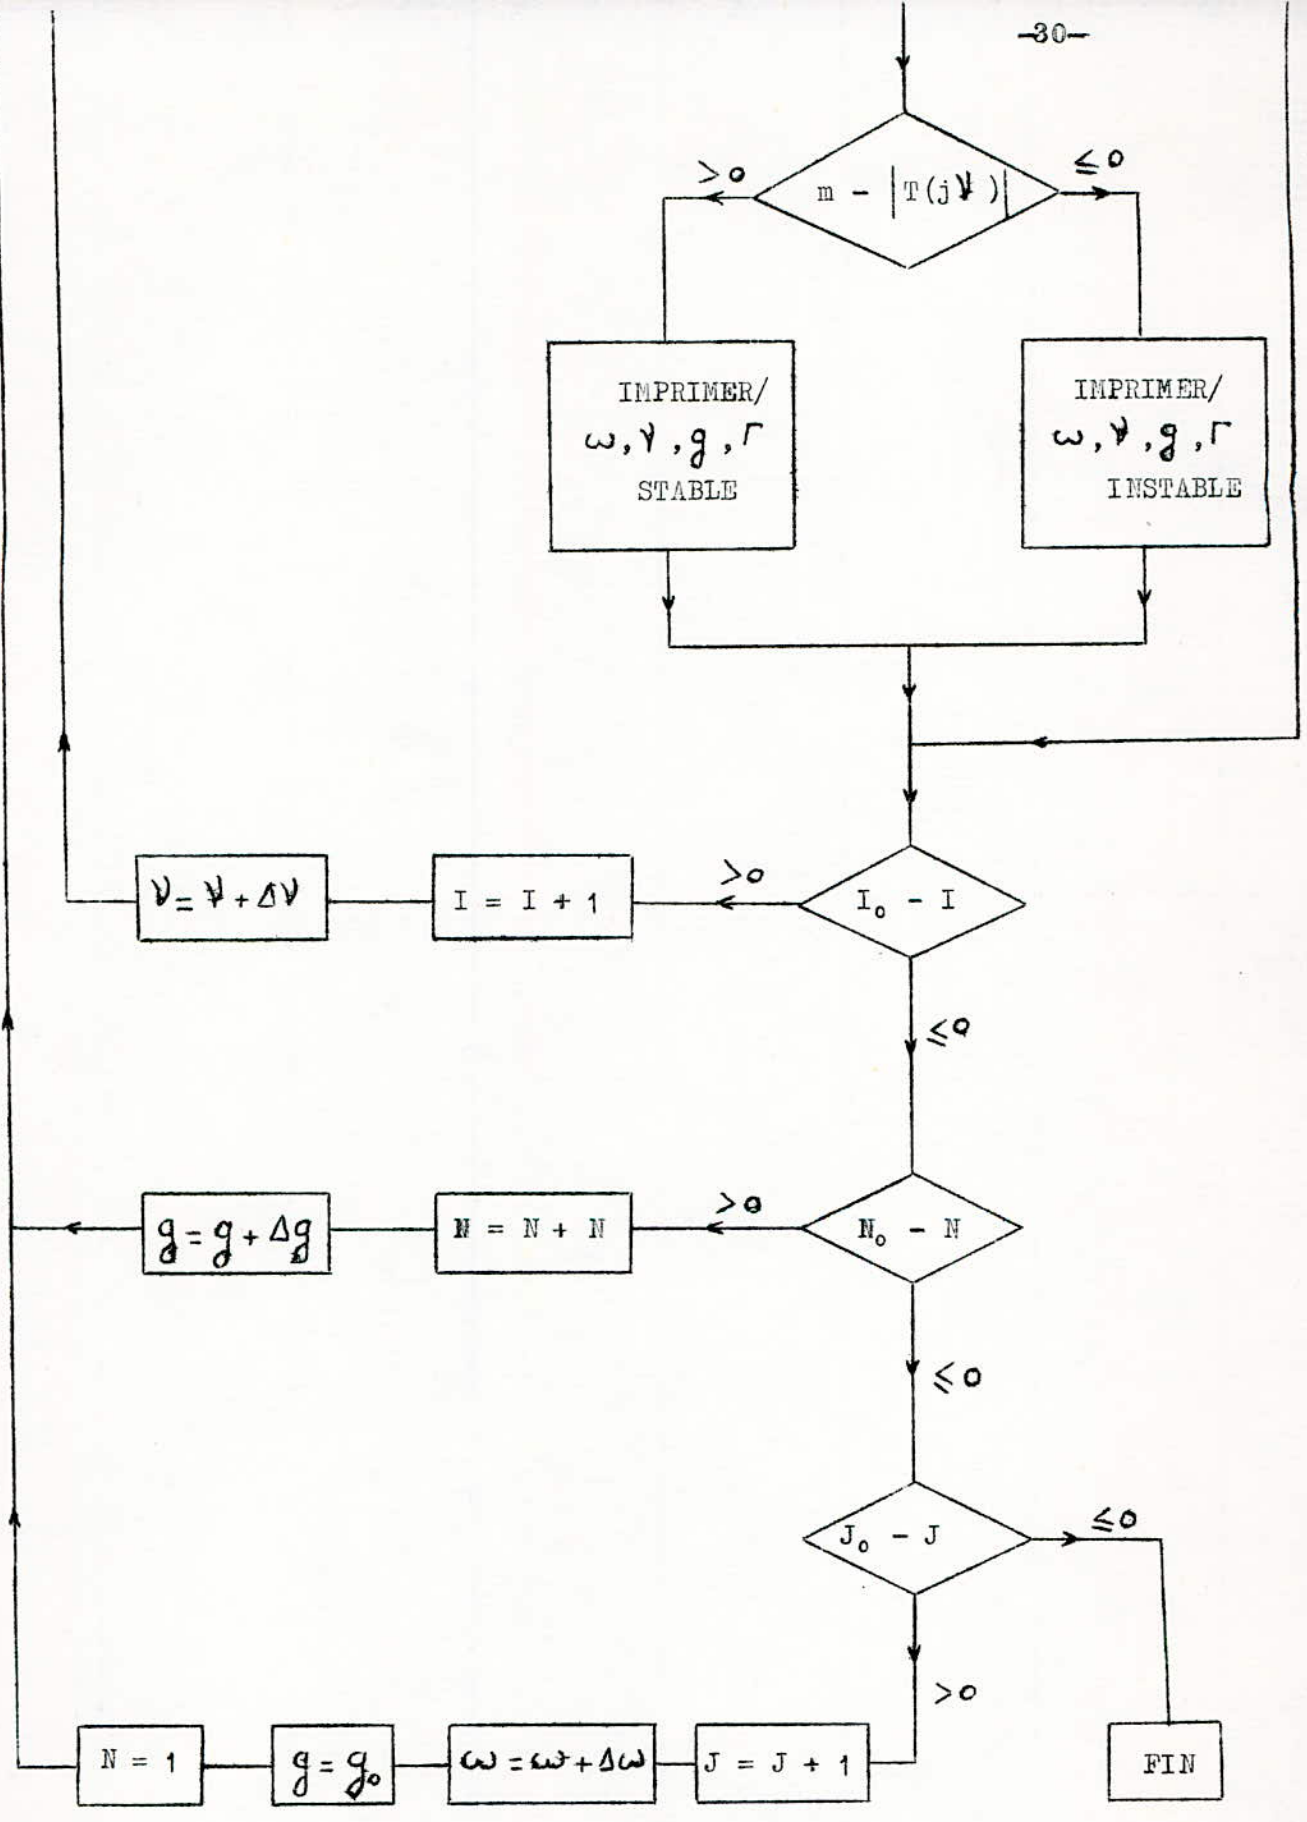 -30-
>0
m - |T(jν)|
≤0
IMPRIMER/
ω, ν, g, r
STABLE
IMPRIMER/
ω, ν, g, r
INSTABLE
ν = ν + Δν
I = I + 1
>0
I₀ - I
≤0
g = g + Δg
N = N + N
>0
N₀ - N
≤0
J₀ - J
≤0
>0
N = 1
g = g₀
ω = ω + Δω
J = J + 1
FIN